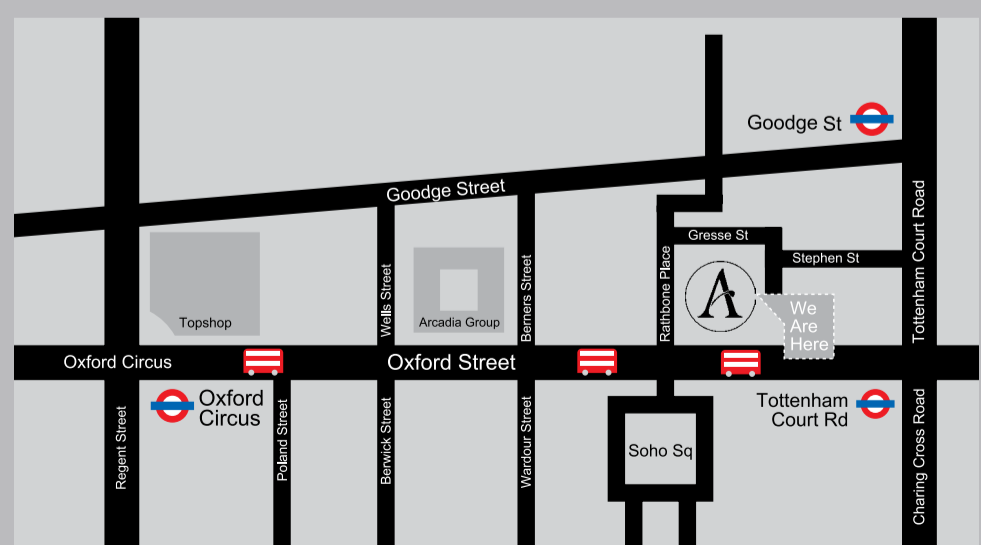 Goodge St
Goodge Street
Tottenham Court Road
Gresse St
Stephen St
Topshop
Wells Street
Arcadia Group
Berners Street
Rathbone Place
A
We
Are
Here
Oxford Circus
Oxford Street
Oxford
Circus
Tottenham
Court Rd
Regent Street
Poland Street
Berwick Street
Wardour Street
Soho Sq
Charing Cross Road